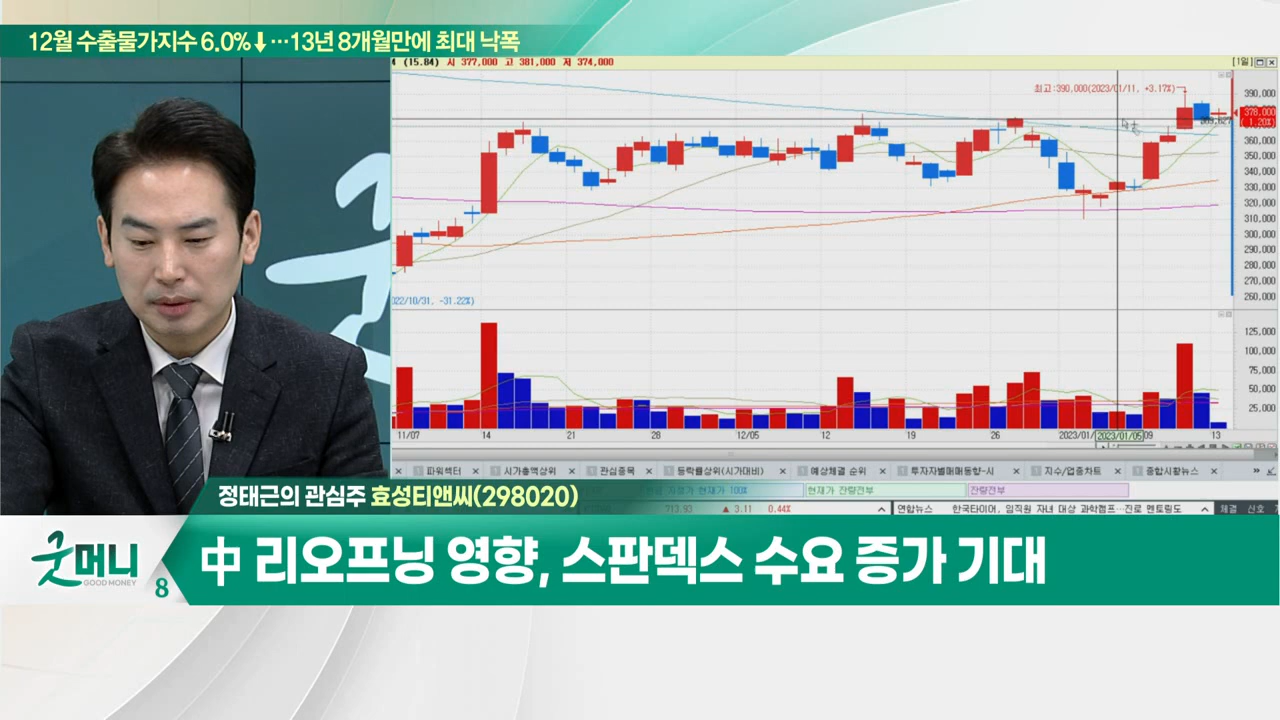 12월 수출물가지수 6.0%↓…13년 8개월만에 최대 낙폭
(15.84) 시 377,000 고 381,000 저 374,000
[1일]
최고:390,000(2023/01/11, +3.17%)
390,000
378,000
(1.20%)
360,000
350,000
340,000
330,000
320,000
310,000
300,000
290,000
280,000
270,000
260,000
022/10/31, -31.22%)
125,000
100,000
75,000
50,000
25,000
11/07 14 21 28 12/05 12 19 26 2023/01/ 2023/01/05 09 13
파워섹터 시가총액상위 관심종목 등락률상위(시가대비) 예상체결 순위 투자자별매매동향-시 지수/업종차트 종합시황뉴스
현재가 잔량전부 잔량전부
713.93 ▲ 3.11 0.44% 연합뉴스 한국타이어, 임직원 자녀 대상 과학캠프…진로 멘토링도 체결 신호
정태근의 관심주 효성티앤씨(298020)
굿머니
GOOD MONEY
8
中 리오프닝 영향, 스판덱스 수요 증가 기대